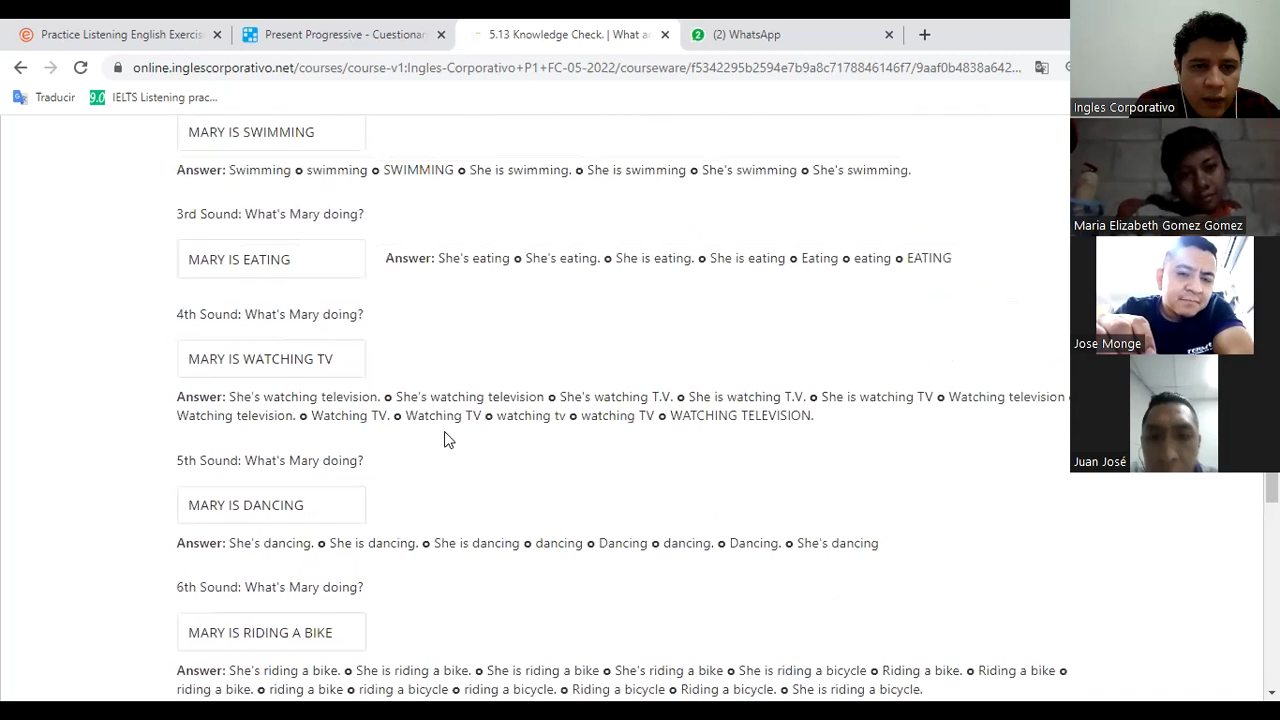 Practice Listening English Exercis
Present Progressive - Cuestionar
5.13 Knowledge Check. | What ar
2 (2) WhatsApp
online.inglescorporativo.net/courses/course-v1:Ingles-Corporativo+P1+FC-05-2022/courseware/f5342295b2594e7b9a8c7178846146f7/9aaf0b4838a642...
Traducir
9.0 IELTS Listening prac...
MARY IS SWIMMING
Answer: Swimming o swimming o SWIMMING o She is swimming. o She is swimming o She's swimming o She's swimming.
3rd Sound: What's Mary doing?
MARY IS EATING
Answer: She's eating o She's eating. o She is eating. o She is eating o Eating o eating o EATING
4th Sound: What's Mary doing?
MARY IS WATCHING TV
Answer: She's watching television. o She's watching television o She's watching T.V. o She is watching T.V. o She is watching TV o Watching television o
Watching television. o Watching TV. o Watching TV o watching tv o watching TV o WATCHING TELEVISION.
5th Sound: What's Mary doing?
MARY IS DANCING
Answer: She's dancing. o She is dancing. o She is dancing o dancing o Dancing o dancing. o Dancing. o She's dancing
6th Sound: What's Mary doing?
MARY IS RIDING A BIKE
Answer: She's riding a bike. o She is riding a bike. o She is riding a bike o She's riding a bike o She is riding a bicycle o Riding a bike. o Riding a bike o
riding a bike. o riding a bike o riding a bicycle o riding a bicycle. o Riding a bicycle o Riding a bicycle. o She is riding a bicycle.
Ingles Corporativo
Maria Elizabeth Gomez Gomez
Jose Monge
Juan José